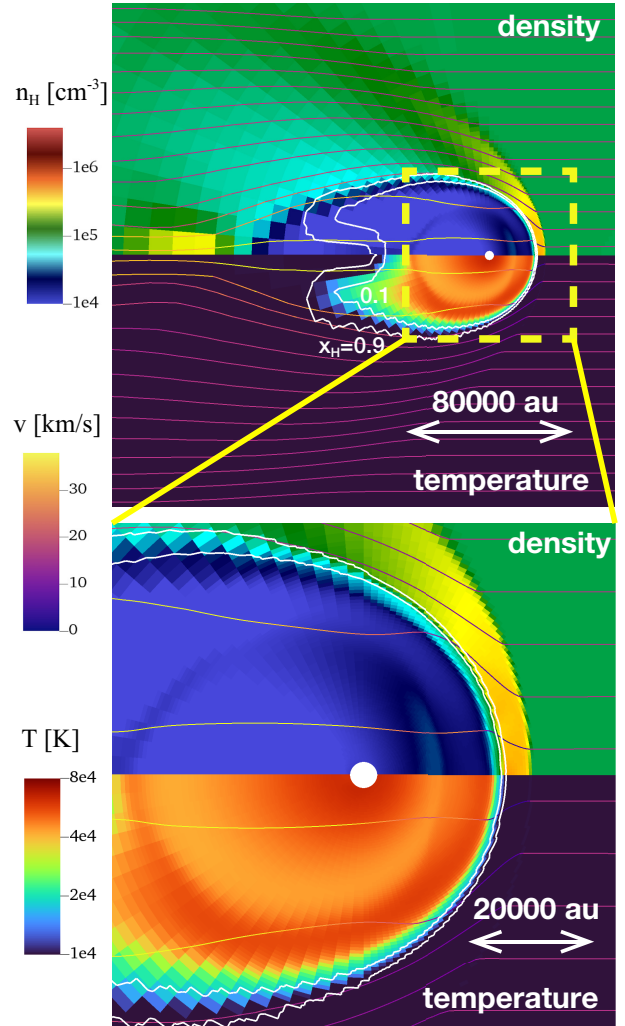 density
n_H [cm⁻³]
1e6
1e5
1e4
0.1
x_H=0.9
80000 au
temperature
v [km/s]
30
20
10
0
density
T [K]
8e4
4e4
2e4
1e4
20000 au
temperature